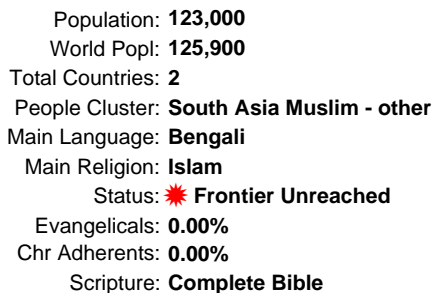 Population: 123,000
World Popl: 125,900
Total Countries: 2
People Cluster: South Asia Muslim - other
Main Language: Bengali
Main Religion: Islam
Status: Frontier Unreached
Evangelicals: 0.00%
Chr Adherents: 0.00%
Scripture: Complete Bible